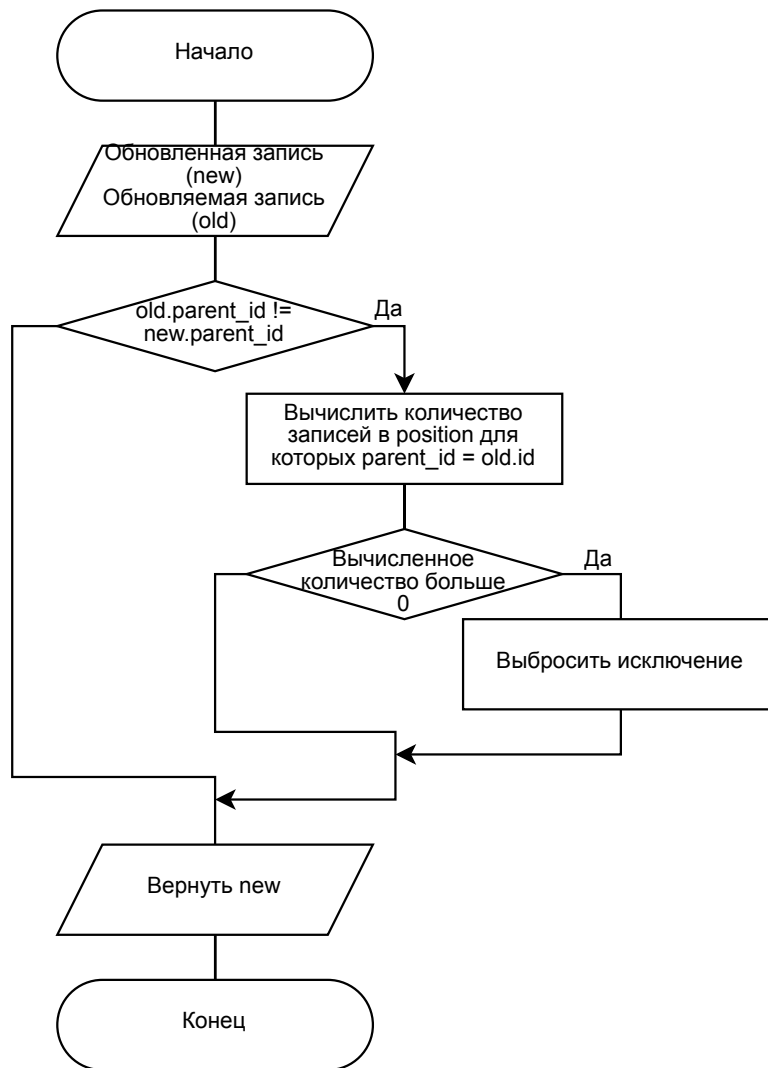 Начало
Обновленная запись
(new)
Обновляемая запись
(old)
old.parent_id !=
new.parent_id
Да
Вычислить количество
записей в position для
которых parent_id = old.id
Вычисленное
количество больше
0
Да
Выбросить исключение
Вернуть new
Конец